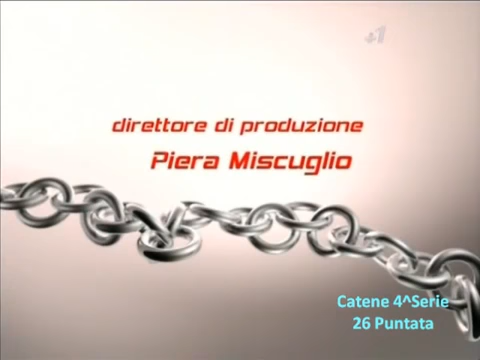 +1
direttore di produzione
Piera Miscuglio
Catene 4^Serie
26 Puntata